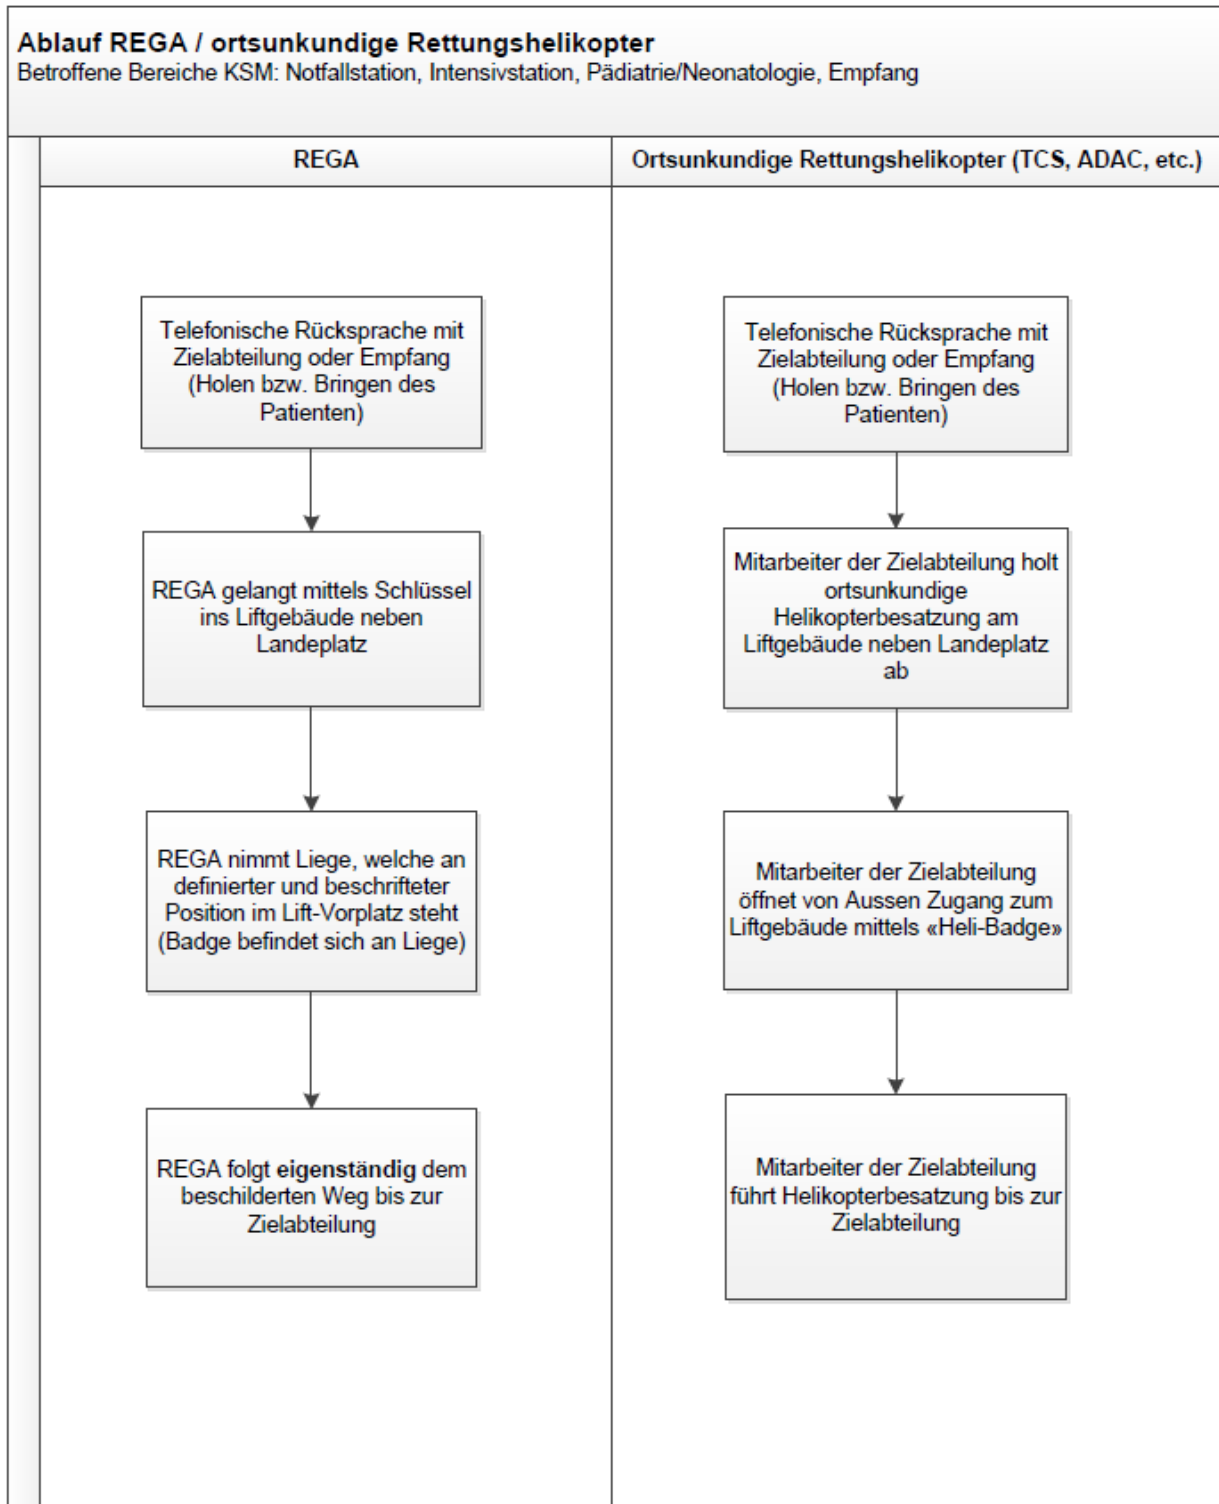 Ablauf REGA / ortsunkundige Rettungshelikopter
Betroffene Bereiche KSM: Notfallstation, Intensivstation, Pädiatrie/Neonatologie, Empfang
REGA
Ortsunkundige Rettungshelikopter (TCS, ADAC, etc.)
Telefonische Rücksprache mit
Zielabteilung oder Empfang
(Holen bzw. Bringen des
Patienten)
REGA gelangt mittels Schlüssel
ins Liftgebäude neben
Landeplatz
REGA nimmt Liege, welche an
definierter und beschrifteter
Position im Lift-Vorplatz steht
(Badge befindet sich an Liege)
REGA folgt eigenständig dem
beschilderten Weg bis zur
Zielabteilung
Telefonische Rücksprache mit
Zielabteilung oder Empfang
(Holen bzw. Bringen des
Patienten)
Mitarbeiter der Zielabteilung holt
ortsunkundige
Helikopterbesatzung am
Liftgebäude neben Landeplatz
ab
Mitarbeiter der Zielabteilung
öffnet von Aussen Zugang zum
Liftgebäude mittels «Heli-Badge»
Mitarbeiter der Zielabteilung
führt Helikopterbesatzung bis zur
Zielabteilung